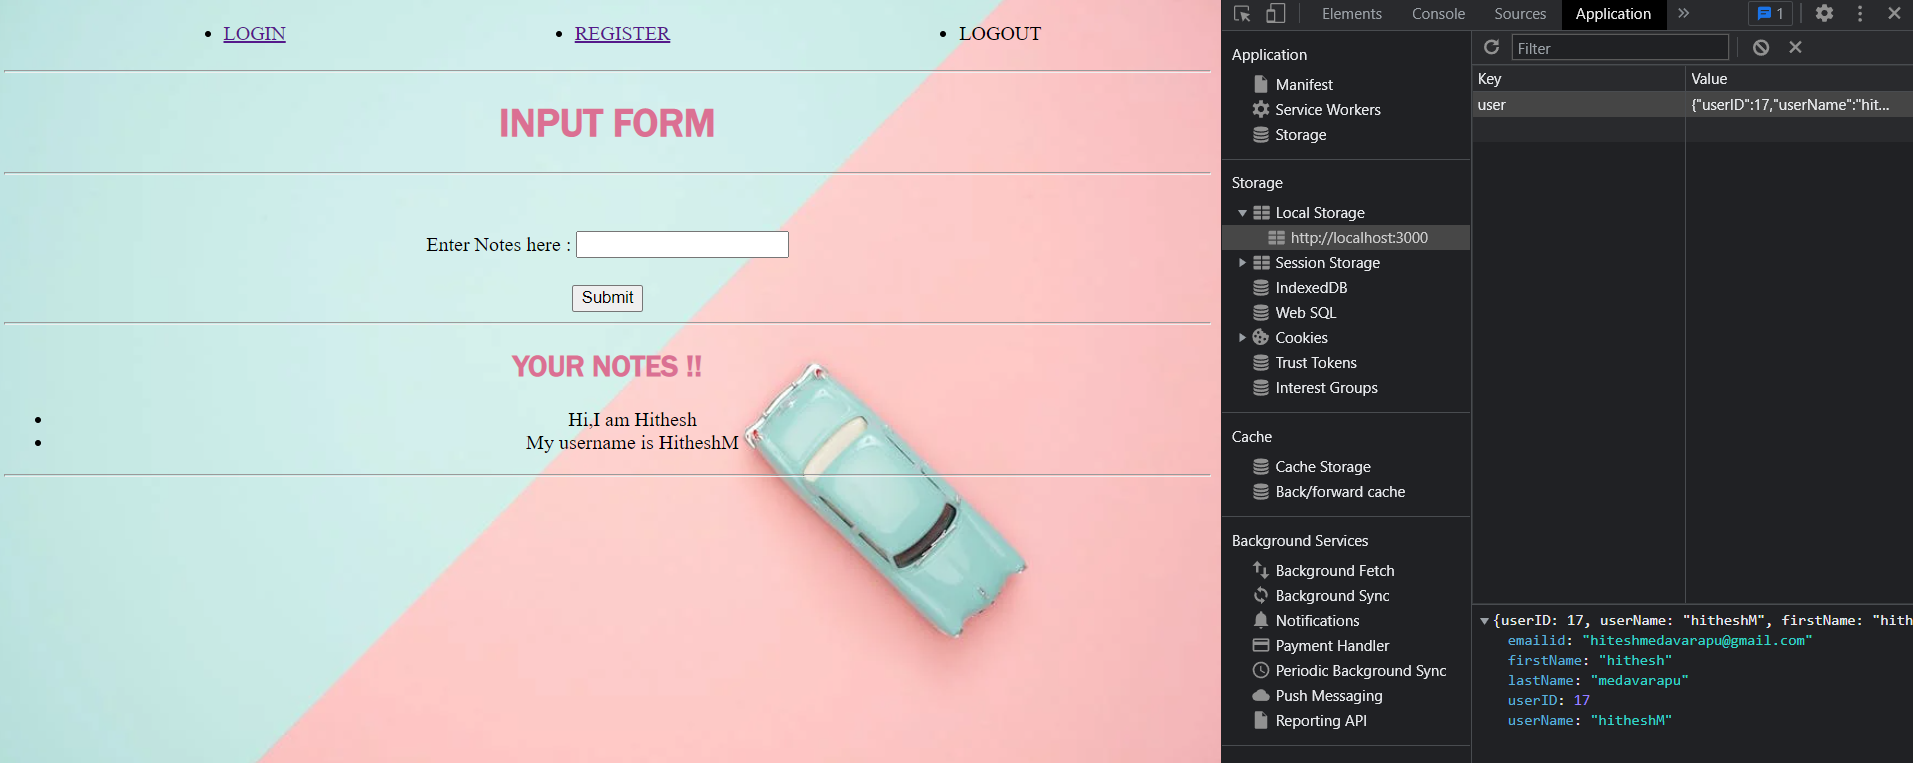 LOGIN
REGISTER
LOGOUT
INPUT FORM
Enter Notes here :
Submit
YOUR NOTES !!
Hi,I am Hithesh
My username is HitheshM
Elements
Console
Sources
Application
»
1
Application
Manifest
Service Workers
Storage
Storage
Local Storage
http://localhost:3000
Session Storage
IndexedDB
Web SQL
Cookies
Trust Tokens
Interest Groups
Cache
Cache Storage
Back/forward cache
Background Services
Background Fetch
Background Sync
Notifications
Payment Handler
Periodic Background Sync
Push Messaging
Reporting API
Filter
Key Value
user {"userID":17,"userName":"hit...
{userID: 17, userName: "hitheshM", firstName: "hith
emailid: "hiteshmedavarapu@gmail.com"
firstName: "hithesh"
lastName: "medavarapu"
userID: 17
userName: "hitheshM"